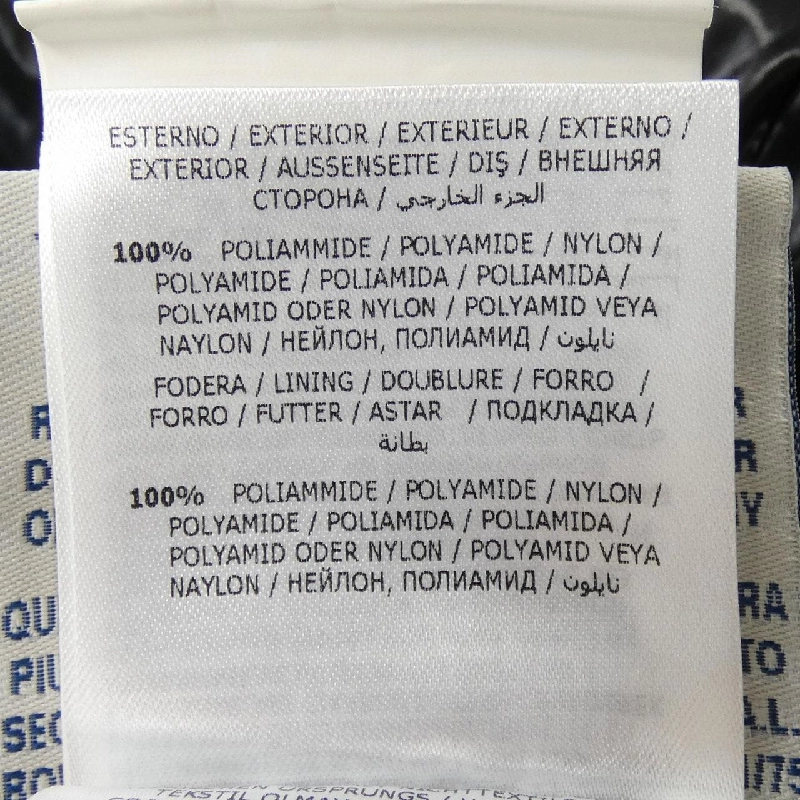 ESTERNO / EXTERIOR / EXTERIEUR / EXTERNO /
EXTERIOR / AUSSENSEITE / DIŞ / ВНЕШНЯЯ
СТОРОНА / الجزء الخارجي
100% POLIAMMIDE / POLYAMIDE / NYLON /
POLYAMIDE / POLIAMIDA / POLIAMIDA /
POLYAMID ODER NYLON / POLYAMID VEYA
NAYLON / НЕЙЛОН, ПОЛИАМИД / نايلون
FODERA / LINING / DOUBLURE / FORRO /
FORRO / FUTTER / ASTAR / ПОДКЛАДКА /
بطانة
100% POLIAMMIDE / POLYAMIDE / NYLON /
POLYAMIDE / POLIAMIDA / POLIAMIDA /
POLYAMID ODER NYLON / POLYAMID VEYA
NAYLON / НЕЙЛОН, ПОЛИАМИД / نايلون